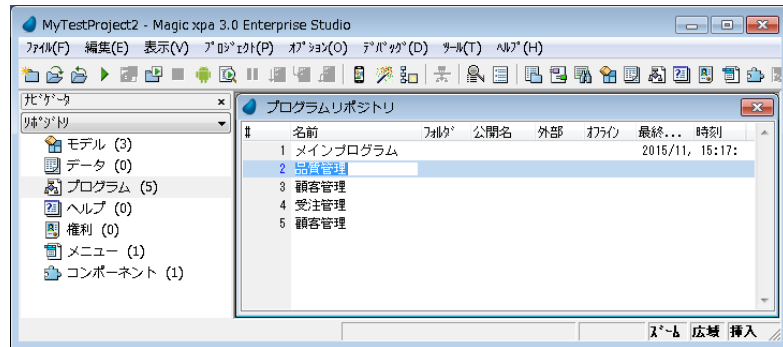 MyTestProject2 - Magic xpa 3.0 Enterprise Studio
ﾌｧｲﾙ(F) 編集(E) 表示(V) ﾌﾟﾛｼﾞｪｸﾄ(P) ｵﾌﾟｼｮﾝ(O) ﾃﾞﾊﾞｯｸﾞ(D) ﾂｰﾙ(T) ﾍﾙﾌﾟ(H)
ﾅﾋﾞｹﾞｰﾀ
ﾘﾎﾟｼﾞﾄﾘ
モデル (3)
データ (0)
プログラム (5)
ヘルプ (0)
権利 (0)
メニュー (1)
コンポーネント (1)
プログラムリポジトリ
# 名前 ﾌｫﾙﾀﾞ 公開名 外部 ｵﾌﾗｲﾝ 最終... 時刻
1 メインプログラム 2015/11, 15:17:
2 品質管理
3 顧客管理
4 受注管理
5 顧客管理
ｽﾞｰﾑ 広域 挿入